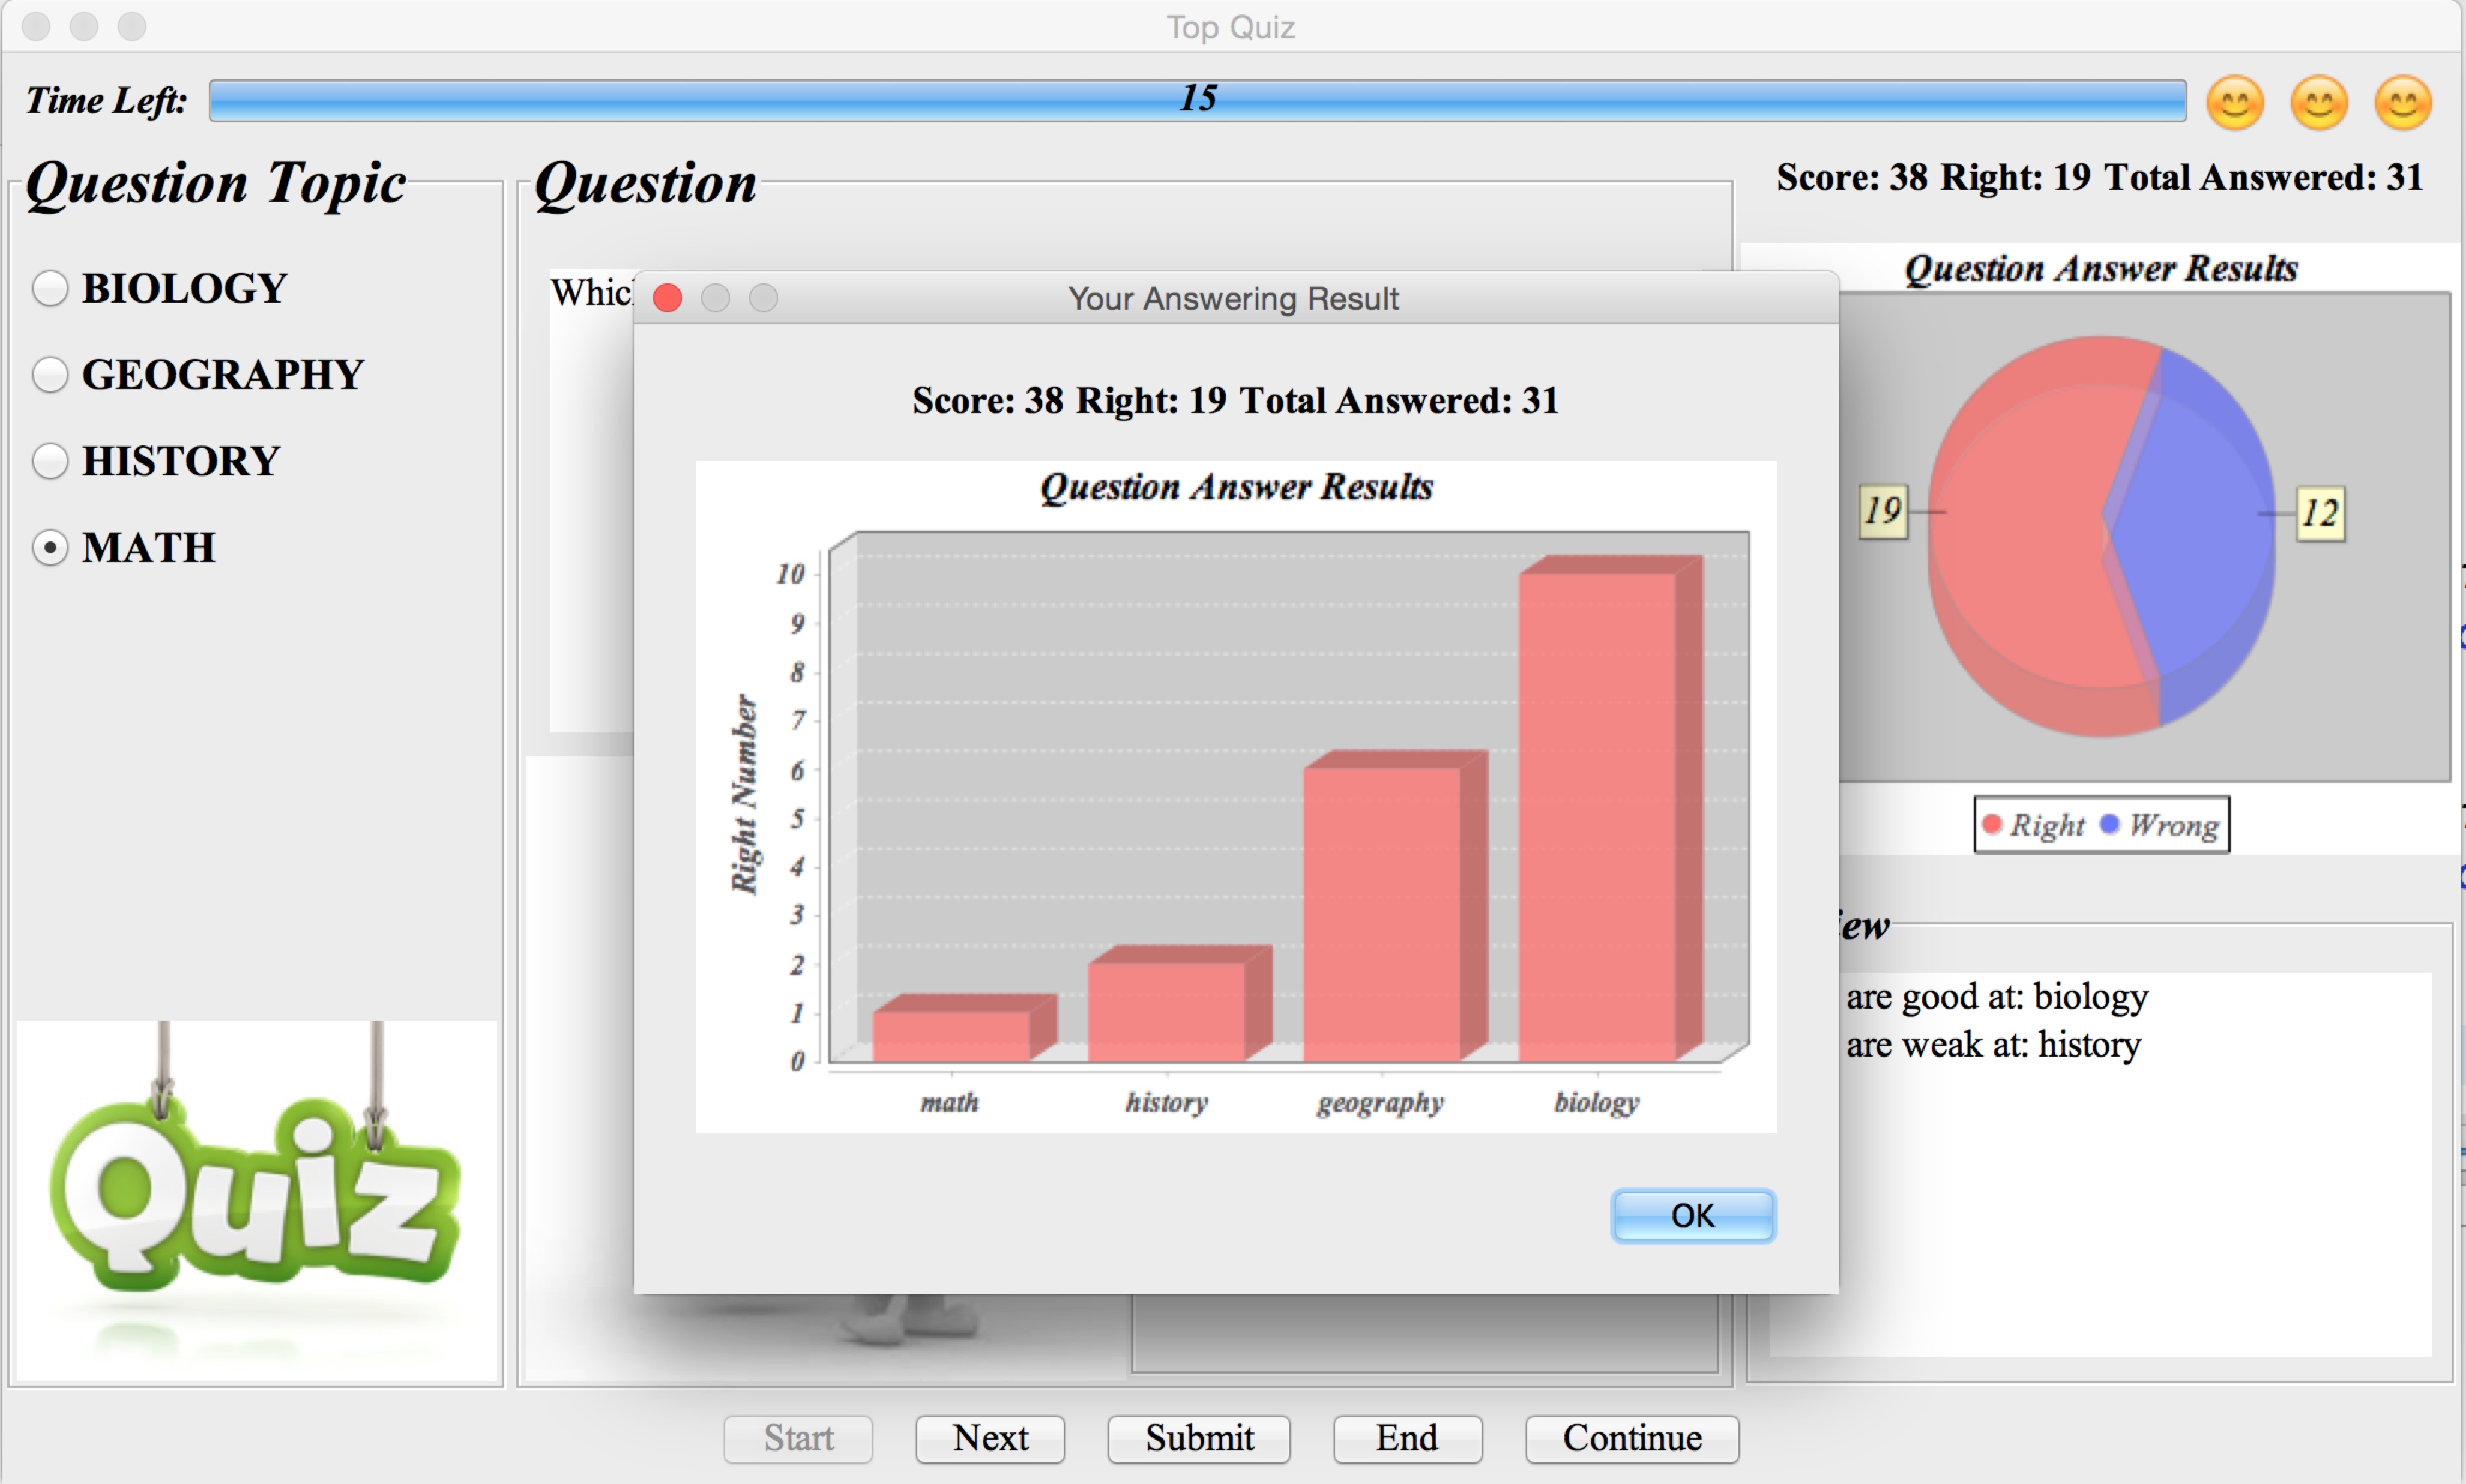 Top Quiz
Time Left:
15
Question Topic
BIOLOGY
GEOGRAPHY
HISTORY
MATH
Quiz
Question
Your Answering Result
Score: 38 Right: 19 Total Answered: 31
Question Answer Results
Right Number
10
9
8
7
6
5
4
3
2
1
0
math history geography biology
OK
Score: 38 Right: 19 Total Answered: 31
Question Answer Results
19
12
Right Wrong
are good at: biology
are weak at: history
Start Next Submit End Continue